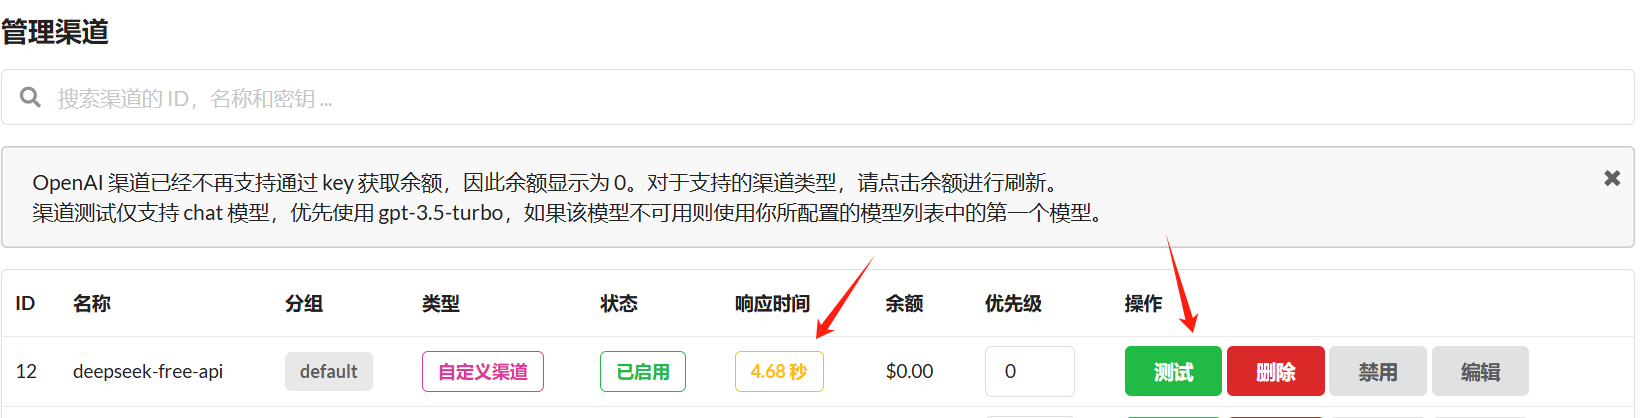 管理渠道
搜索渠道的 ID，名称和密钥 ...
OpenAI 渠道已经不再支持通过 key 获取余额，因此余额显示为 0。对于支持的渠道类型，请点击余额进行刷新。
渠道测试仅支持 chat 模型，优先使用 gpt-3.5-turbo，如果该模型不可用则使用你所配置的模型列表中的第一个模型。
ID 名称 分组 类型 状态 响应时间 余额 优先级 操作
12 deepseek-free-api default 自定义渠道 已启用 4.68 秒 $0.00 0 测试 删除 禁用 编辑